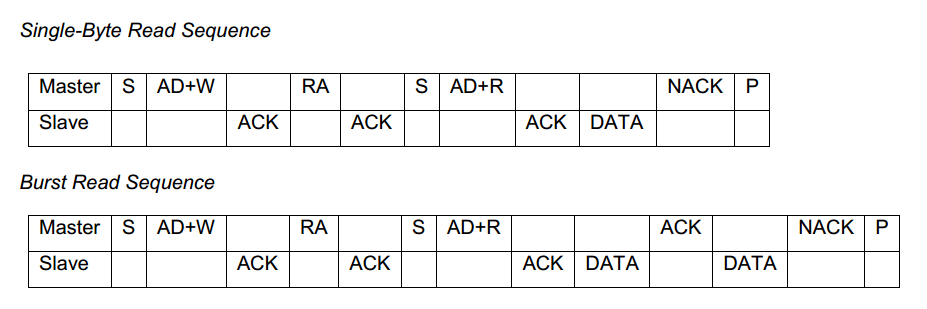 Single-Byte Read Sequence
Master S AD+W RA S AD+R NACK P
Slave ACK ACK ACK DATA
Burst Read Sequence
Master S AD+W RA S AD+R ACK NACK P
Slave ACK ACK ACK DATA DATA